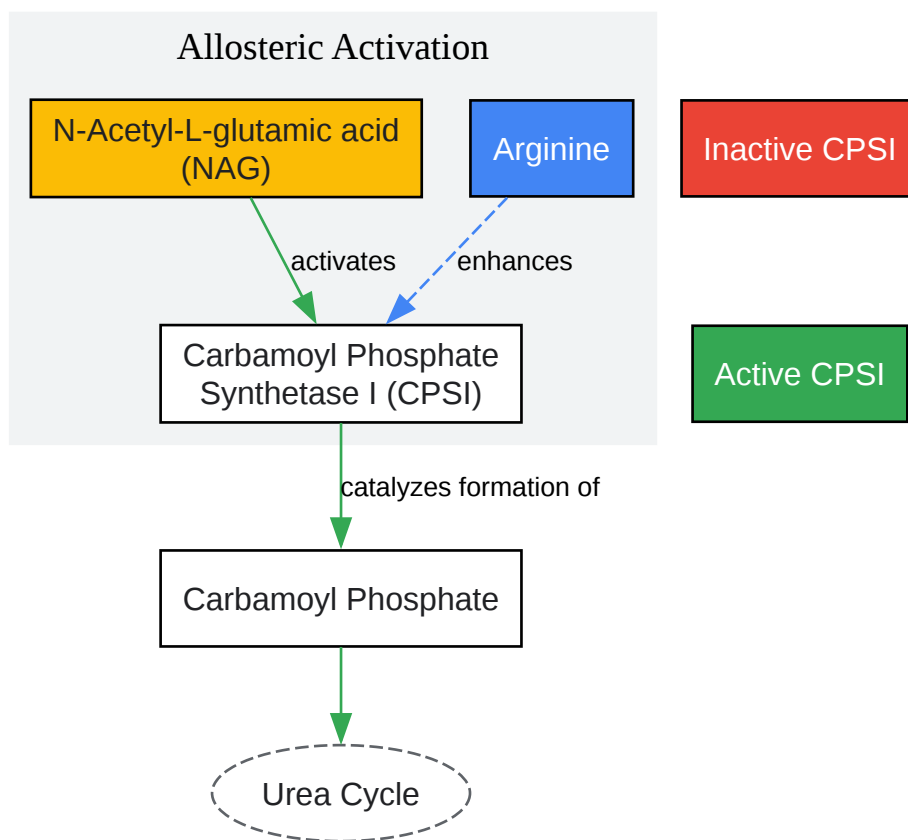 Allosteric Activation
N-Acetyl-L-glutamic acid
(NAG)
Arginine
Inactive CPSI
activates
enhances
Carbamoyl Phosphate
Synthetase I (CPSI)
Active CPSI
catalyzes formation of
Carbamoyl Phosphate
Urea Cycle